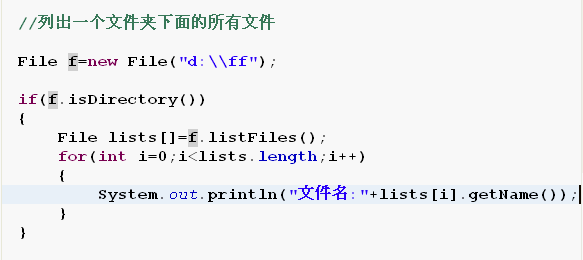 //列出一个文件夹下面的所有文件
File f=new File("d:\\ff");
if(f.isDirectory())
{
File lists[]=f.listFiles();
for(int i=0;i<lists.length;i++)
{
System.out.println("文件名:"+lists[i].getName());
}
}